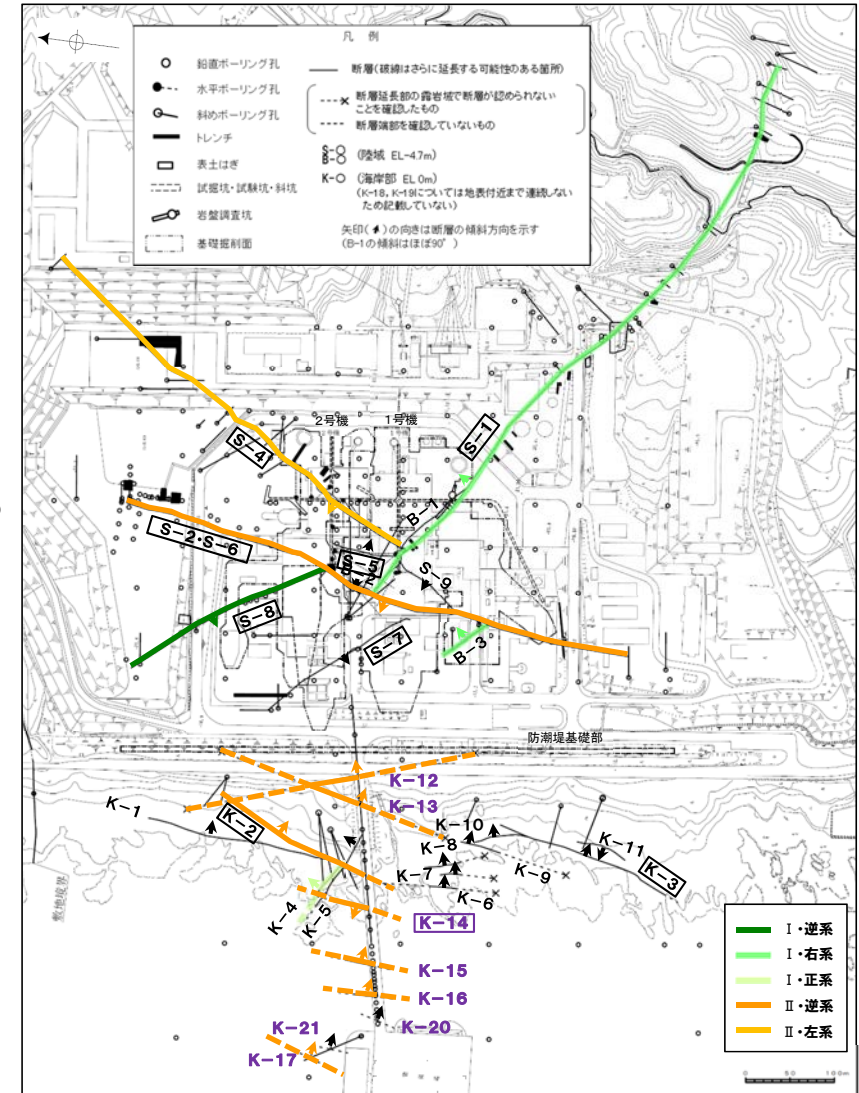 凡 例
鉛直ボーリング孔
水平ボーリング孔
斜めボーリング孔
トレンチ
表土はぎ
試掘坑・試験坑・斜坑
岩盤調査坑
基礎掘削面
断層(破線はさらに延長する可能性のある箇所)
断層延長部の露岩域で断層が認められない
ことを確認したもの
断層端部を確認していないもの
S-○
B-○
(陸域 EL-4.7m)
K-○
(海岸部 EL 0m)
(K-18, K-19については地表付近まで連続しない
ため記載していない)
矢印( )の向きは断層の傾斜方向を示す
(B-1の傾斜はほぼ90°)
2号機
1号機
S-4
S-1
B-1
S-2・S-6
S-5
S-9
S-8
S-7
B-3
防潮堤基礎部
K-12
K-13
K-1
K-2
K-10
K-8
K-11
K-7
K-9
K-3
K-6
K-4
K-5
K-14
敷地境界
K-15
K-16
K-21
K-20
K-17
Ⅰ・逆系
Ⅰ・右系
Ⅰ・正系
Ⅱ・逆系
Ⅱ・左系
0 50 100m